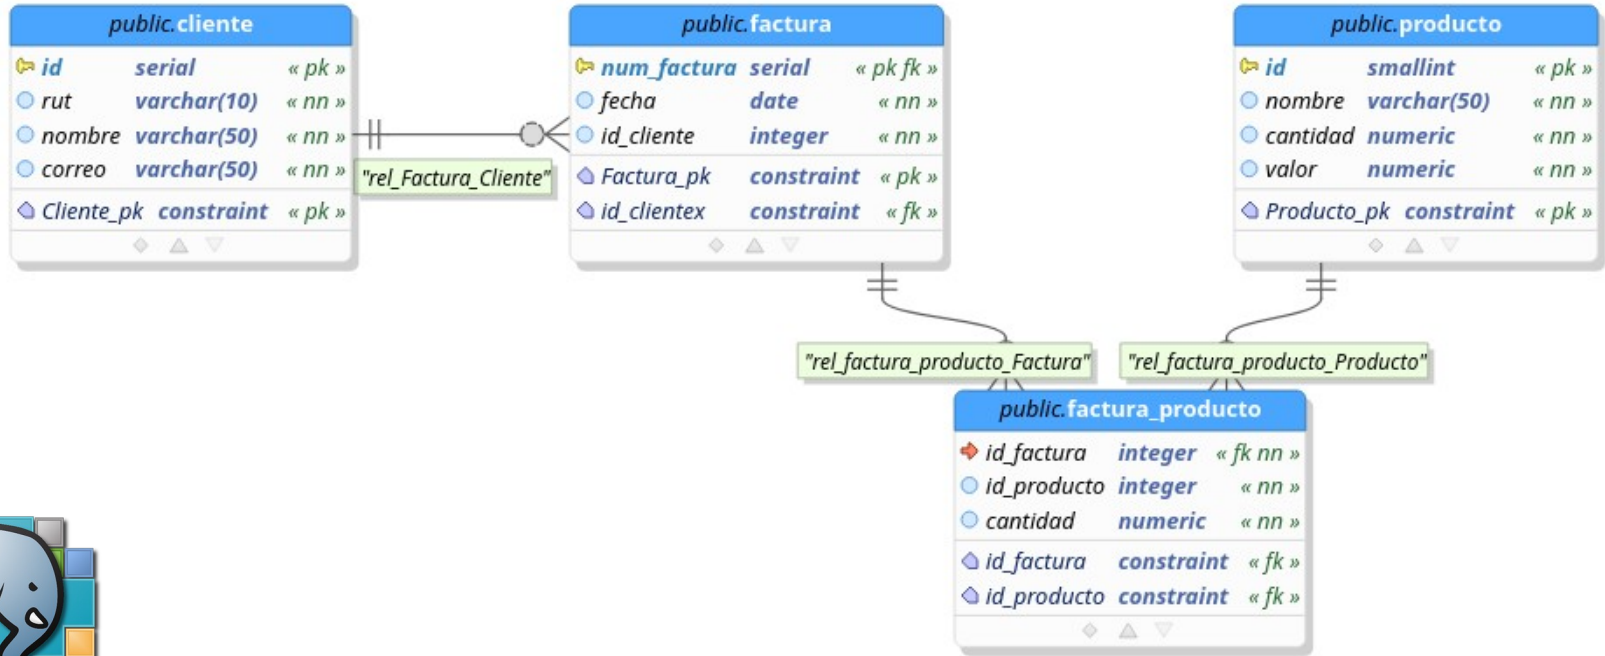 public.cliente
id serial « pk »
rut varchar(10) « nn »
nombre varchar(50) « nn »
correo varchar(50) « nn »
Cliente_pk constraint « pk »
"rel_Factura_Cliente"
public.factura
num_factura serial « pk fk »
fecha date « nn »
id_cliente integer « nn »
Factura_pk constraint « pk »
id_clientex constraint « fk »
public.producto
id smallint « pk »
nombre varchar(50) « nn »
cantidad numeric « nn »
valor numeric « nn »
Producto_pk constraint « pk »
"rel_factura_producto_Factura"
"rel_factura_producto_Producto"
public.factura_producto
id_factura integer « fk nn »
id_producto integer « nn »
cantidad numeric « nn »
id_factura constraint « fk »
id_producto constraint « fk »